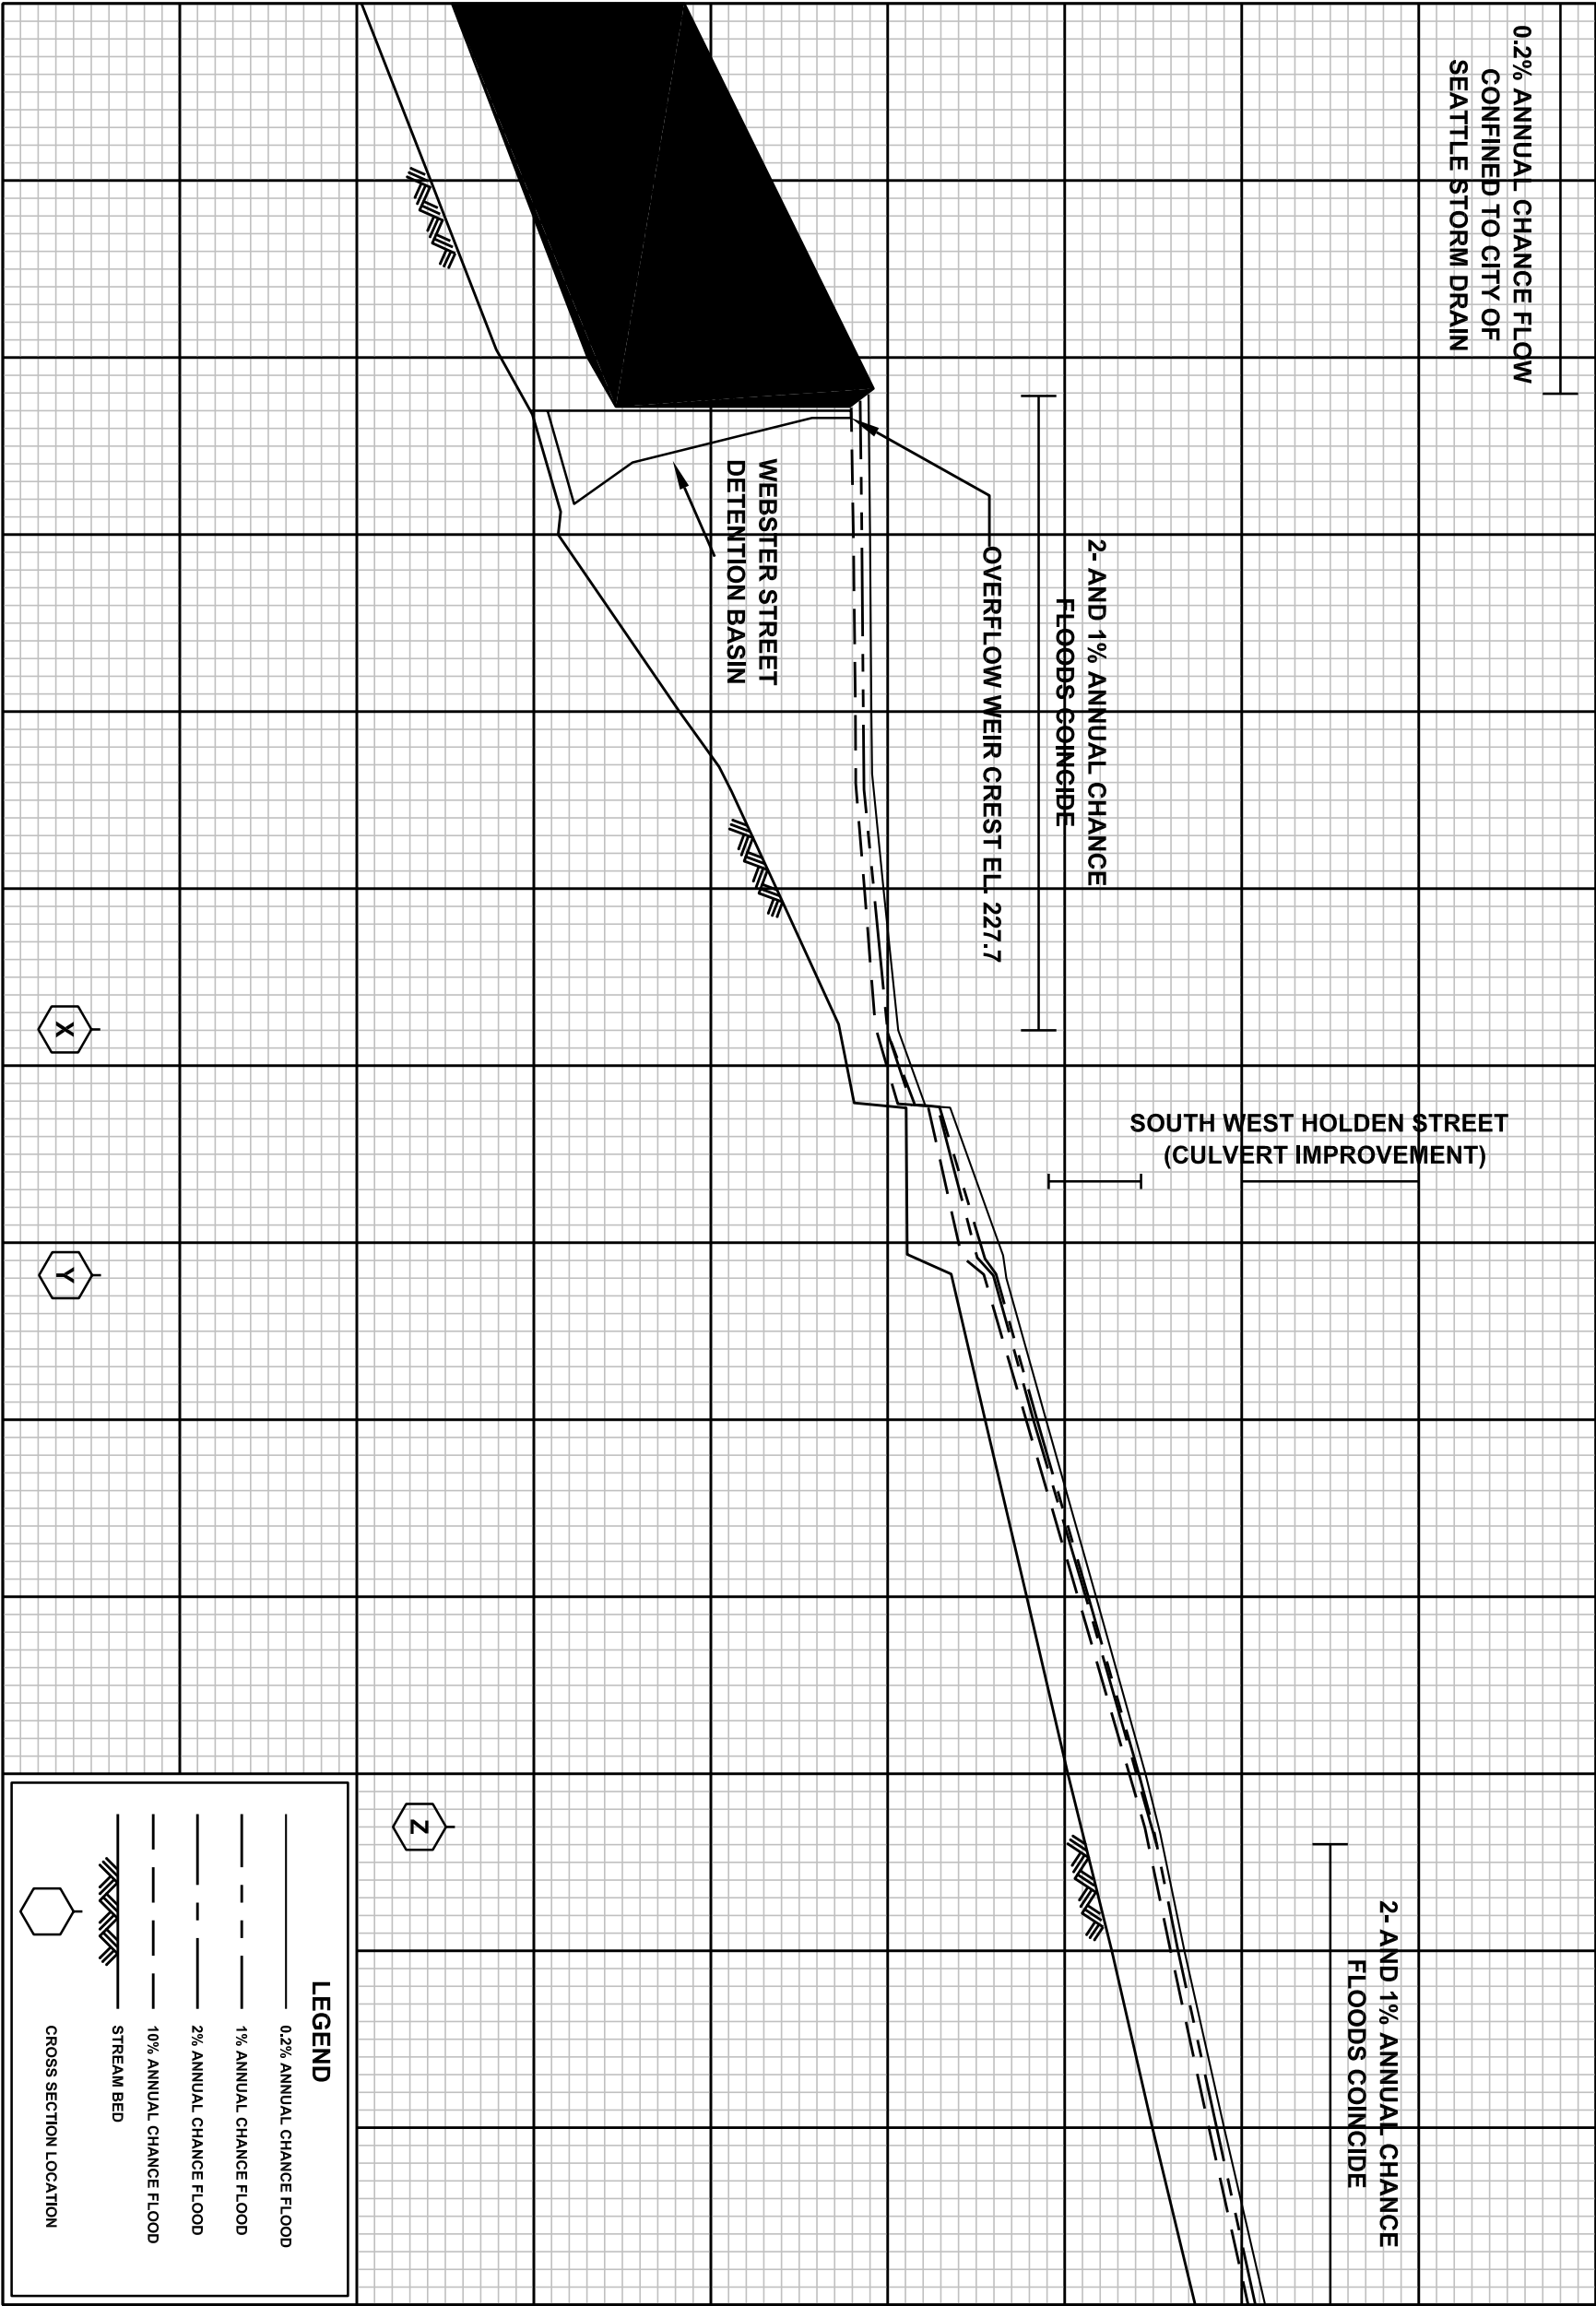 0.2% ANNUAL CHANCE FLOW
CONFINED TO CITY OF
SEATTLE STORM DRAIN
2- AND 1% ANNUAL CHANCE
FLOODS COINCIDE
OVERFLOW WEIR CREST EL. 227.7
WEBSTER STREET
DETENTION BASIN
SOUTH WEST HOLDEN STREET
(CULVERT IMPROVEMENT)
2- AND 1% ANNUAL CHANCE
FLOODS COINCIDE
X
Y
Z
LEGEND
0.2% ANNUAL CHANCE FLOOD
1% ANNUAL CHANCE FLOOD
2% ANNUAL CHANCE FLOOD
10% ANNUAL CHANCE FLOOD
STREAM BED
CROSS SECTION LOCATION